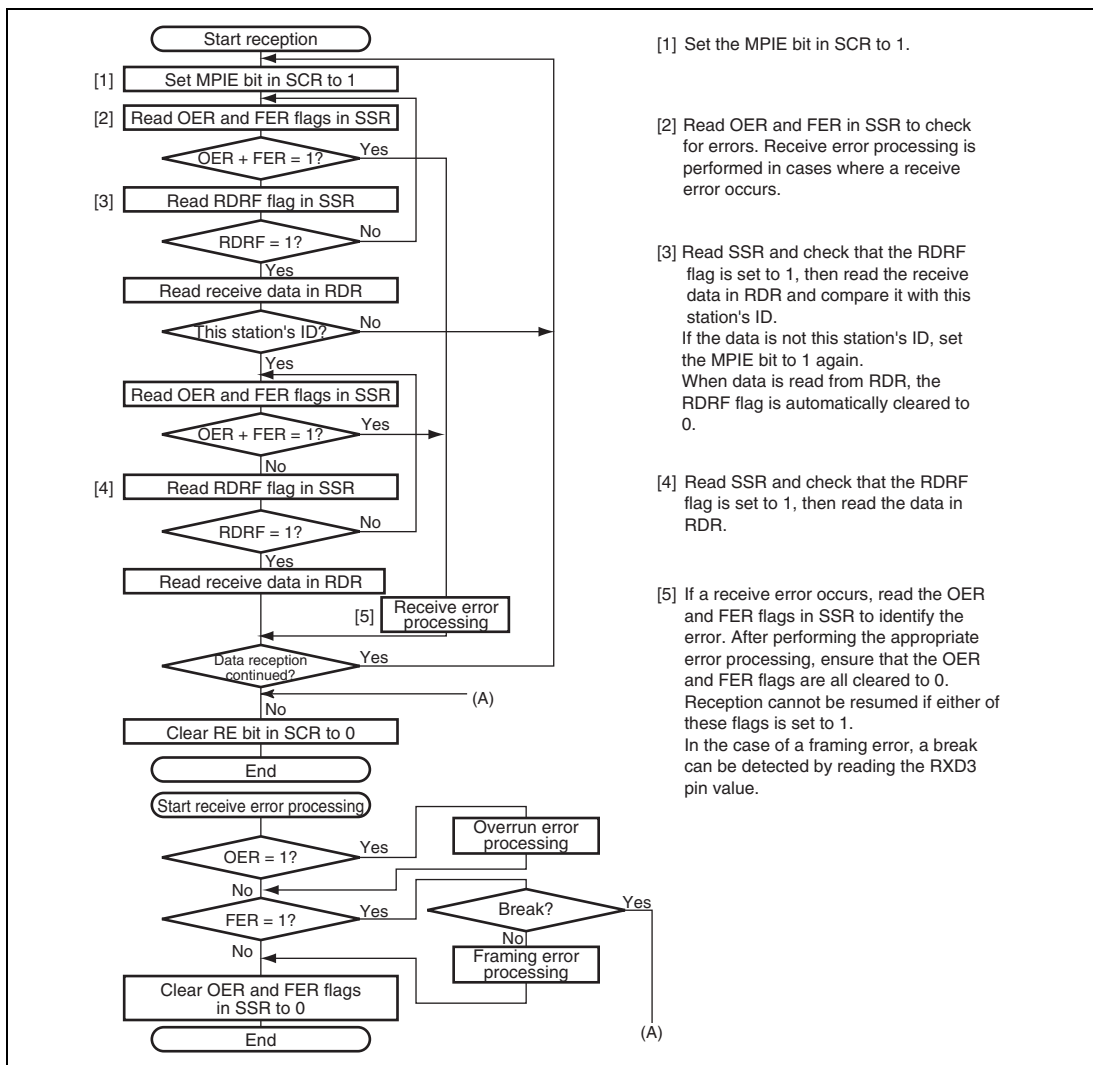 Start reception
[1] Set MPIE bit in SCR to 1
[2] Read OER and FER flags in SSR
OER + FER = 1?
Yes
[3] Read RDRF flag in SSR
RDRF = 1?
No
Yes
Read receive data in RDR
This station's ID?
No
Yes
Read OER and FER flags in SSR
OER + FER = 1?
Yes
No
[4] Read RDRF flag in SSR
RDRF = 1?
No
Yes
Read receive data in RDR
[5] Receive error
processing
Data reception
continued?
Yes
(A)
No
Clear RE bit in SCR to 0
End
Start receive error processing
OER = 1?
Yes
Overrun error
processing
No
FER = 1?
Yes
Break?
Yes
No
No
Framing error
processing
Clear OER and FER flags
in SSR to 0
End
(A)
[1] Set the MPIE bit in SCR to 1.
[2] Read OER and FER in SSR to check
for errors. Receive error processing is
performed in cases where a receive
error occurs.
[3] Read SSR and check that the RDRF
flag is set to 1, then read the receive
data in RDR and compare it with this
station's ID.
If the data is not this station's ID, set
the MPIE bit to 1 again.
When data is read from RDR, the
RDRF flag is automatically cleared to
0.
[4] Read SSR and check that the RDRF
flag is set to 1, then read the data in
RDR.
[5] If a receive error occurs, read the OER
and FER flags in SSR to identify the
error. After performing the appropriate
error processing, ensure that the OER
and FER flags are all cleared to 0.
Reception cannot be resumed if either of
these flags is set to 1.
In the case of a framing error, a break
can be detected by reading the RXD3
pin value.